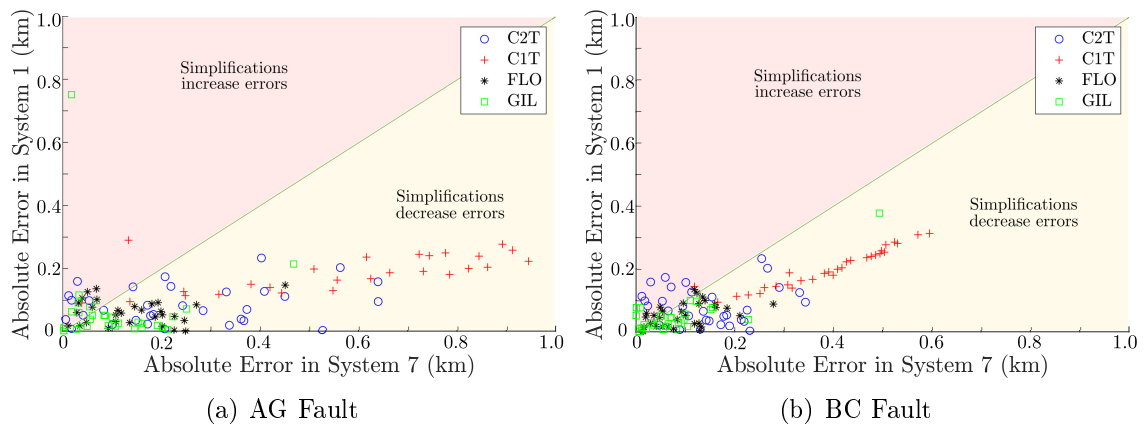 Absolute Error in System 1 (km)
1.0
0.8
0.6
0.4
0.2
0
Simplifications
increase errors
Simplifications
decrease errors
C2T
C1T
FLO
GIL
0
0.2
0.4
0.6
0.8
1.0
Absolute Error in System 7 (km)
(a) AG Fault
Absolute Error in System 1 (km)
1.0
0.8
0.6
0.4
0.2
0
Simplifications
increase errors
Simplifications
decrease errors
C2T
C1T
FLO
GIL
0
0.2
0.4
0.6
0.8
1.0
Absolute Error in System 7 (km)
(b) BC Fault